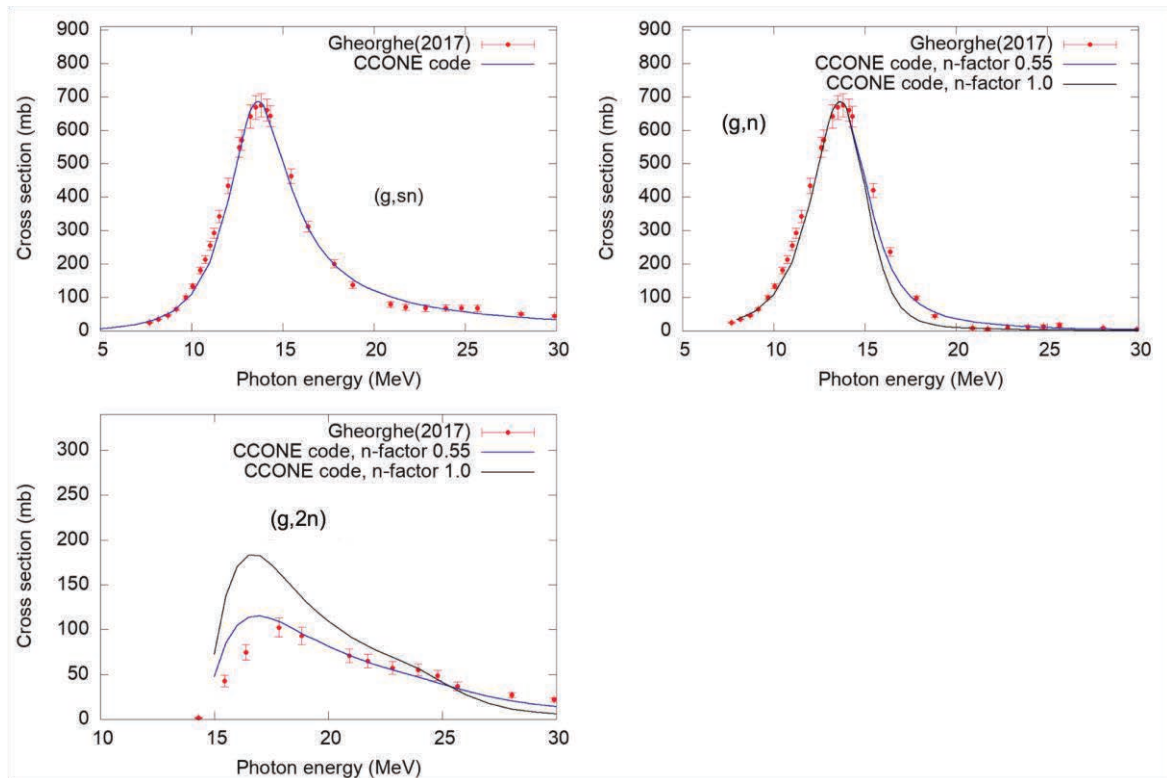 900
800
700
600
500
400
300
200
100
0
Cross section (mb)
Gheorghe(2017)
CCONE code
(g,sn)
5 10 15 20 25 30
Photon energy (MeV)
900
800
700
600
500
400
300
200
100
0
Cross section (mb)
Gheorghe(2017)
CCONE code, n-factor 0.55
CCONE code, n-factor 1.0
(g,n)
5 10 15 20 25 30
Photon energy (MeV)
300
250
200
150
100
50
0
Cross section (mb)
Gheorghe(2017)
CCONE code, n-factor 0.55
CCONE code, n-factor 1.0
(g,2n)
10 15 20 25 30
Photon energy (MeV)